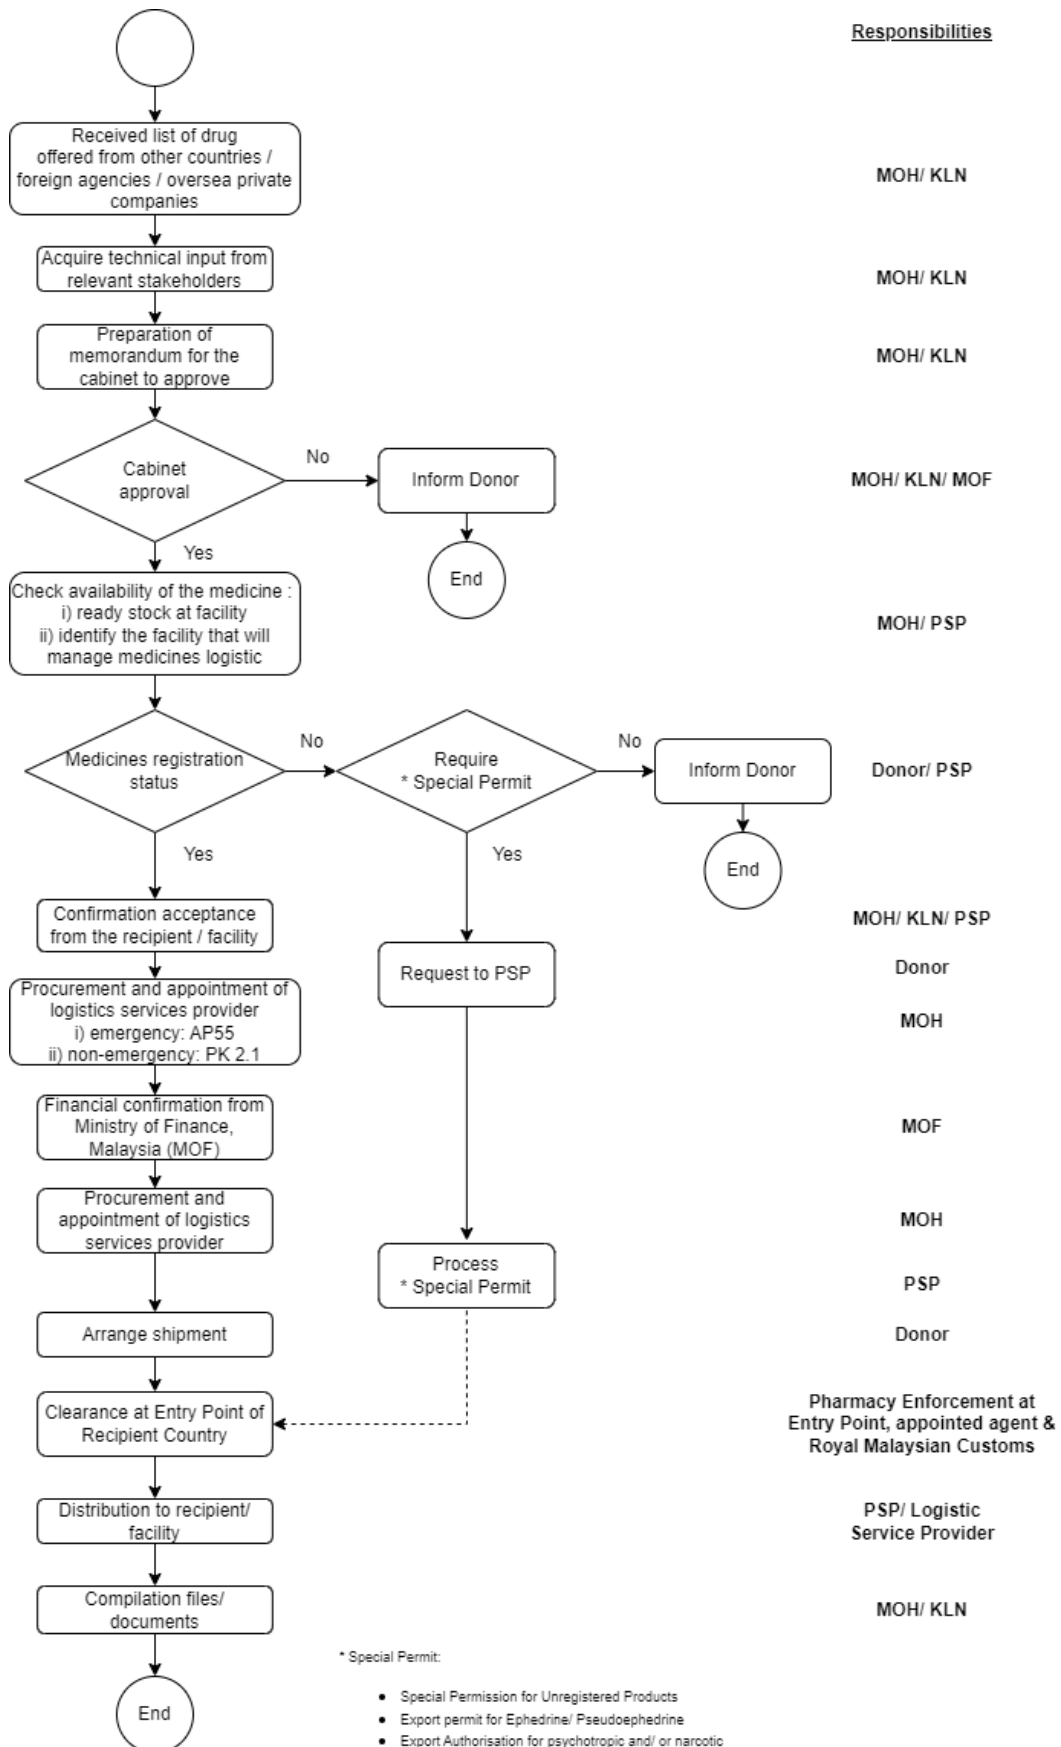 Responsibilities
Received list of drug
offered from other countries /
foreign agencies / oversea private
companies
MOH/ KLN
Acquire technical input from
relevant stakeholders
MOH/ KLN
Preparation of
memorandum for the
cabinet to approve
MOH/ KLN
Cabinet
approval
No
Inform Donor
MOH/ KLN/ MOF
Yes
End
Check availability of the medicine :
i) ready stock at facility
ii) identify the facility that will
manage medicines logistic
MOH/ PSP
Medicines registration
status
No
Require
* Special Permit
No
Inform Donor
Donor/ PSP
Yes
Yes
End
Confirmation acceptance
from the recipient / facility
MOH/ KLN/ PSP
Request to PSP
Donor
Procurement and appointment of
logistics services provider
i) emergency: AP55
ii) non-emergency: PK 2.1
MOH
Financial confirmation from
Ministry of Finance,
Malaysia (MOF)
MOF
Procurement and
appointment of logistics
services provider
MOH
Process
* Special Permit
PSP
Arrange shipment
Donor
Clearance at Entry Point of
Recipient Country
Pharmacy Enforcement at
Entry Point, appointed agent &
Royal Malaysian Customs
Distribution to recipient/
facility
PSP/ Logistic
Service Provider
Compilation files/
documents
MOH/ KLN
End
* Special Permit:
● Special Permission for Unregistered Products
● Export permit for Ephedrine/ Pseudoephedrine
● Export Authorisation for psychotropic and/ or narcotic